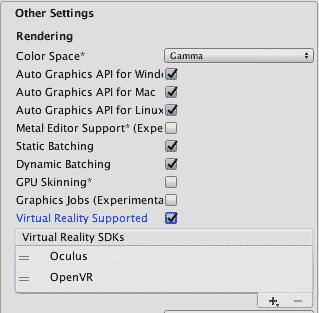 Other Settings
Rendering
Color Space* Gamma
Auto Graphics API for Windo
Auto Graphics API for Mac
Auto Graphics API for Linux
Metal Editor Support* (Expe
Static Batching
Dynamic Batching
GPU Skinning*
Graphics Jobs (Experimenta
Virtual Reality Supported
Virtual Reality SDKs
Oculus
OpenVR